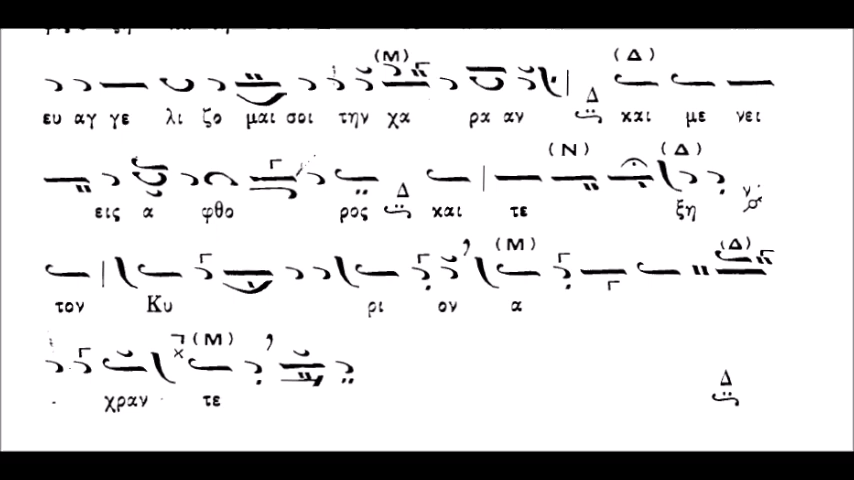 (Μ) (Δ)
ευ αγ γε λι ζο μαι σοι την χα ρα αν Δ και με νει
(Ν) (Δ)
εις α φθο ρος Δ και τε ξη
(Μ) (Δ)
τον Κυ ρι ον α
(Μ)
χραν τε Δ